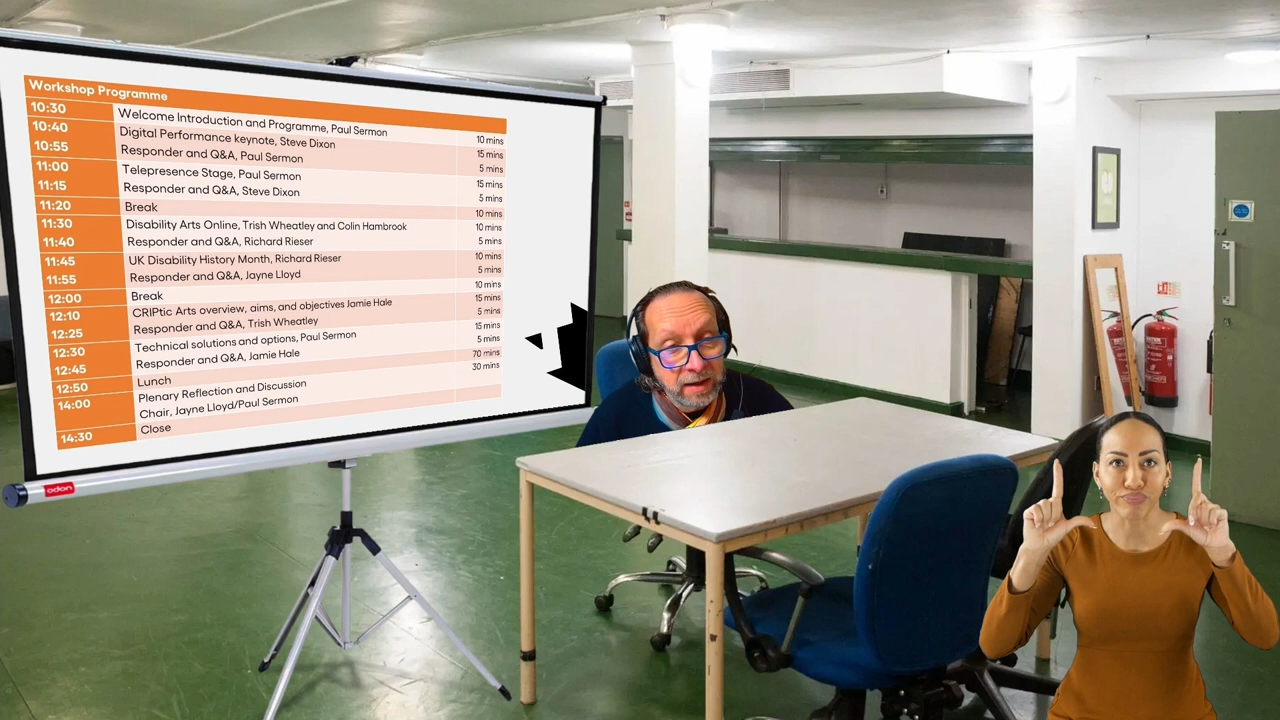 Workshop Programme
10:30 Welcome Introduction and Programme, Paul Sermon 10 mins
10:40 Digital Performance keynote, Steve Dixon 15 mins
10:55 Responder and Q&A, Paul Sermon 5 mins
11:00 Telepresence Stage, Paul Sermon 15 mins
11:15 Responder and Q&A, Steve Dixon 5 mins
11:20 Break 10 mins
11:30 Disability Arts Online, Trish Wheatley and Colin Hambrook 10 mins
11:40 Responder and Q&A, Richard Rieser 5 mins
11:45 UK Disability History Month, Richard Rieser 10 mins
11:55 Responder and Q&A, Jayne Lloyd 5 mins
12:00 Break 10 mins
12:10 CRIPtic Arts overview, aims, and objectives Jamie Hale 15 mins
12:25 Responder and Q&A, Trish Wheatley 5 mins
12:30 Technical solutions and options, Paul Sermon 15 mins
12:45 Responder and Q&A, Jamie Hale 5 mins
12:50 Lunch 70 mins
14:00 Plenary Reflection and Discussion 30 mins
Chair, Jayne Lloyd/Paul Sermon
14:30 Close
odon